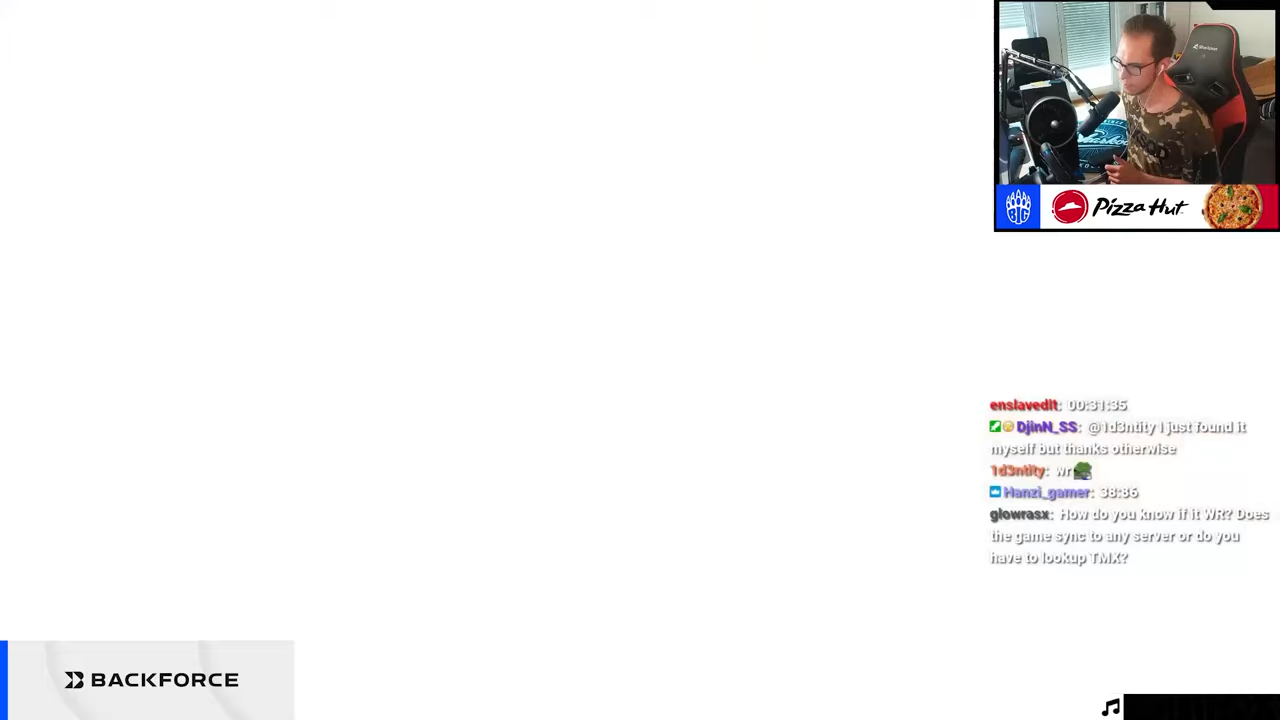 Pizza Hut
enslavedit: 00:31:35
DjinN_SS: @1d3ntity I just found it
myself but thanks otherwise
1d3ntity: wr
Hanzi_gamer: 38:86
glowrasx: How do you know if it WR? Does
the game sync to any server or do you
have to lookup TMX?
BACKFORCE